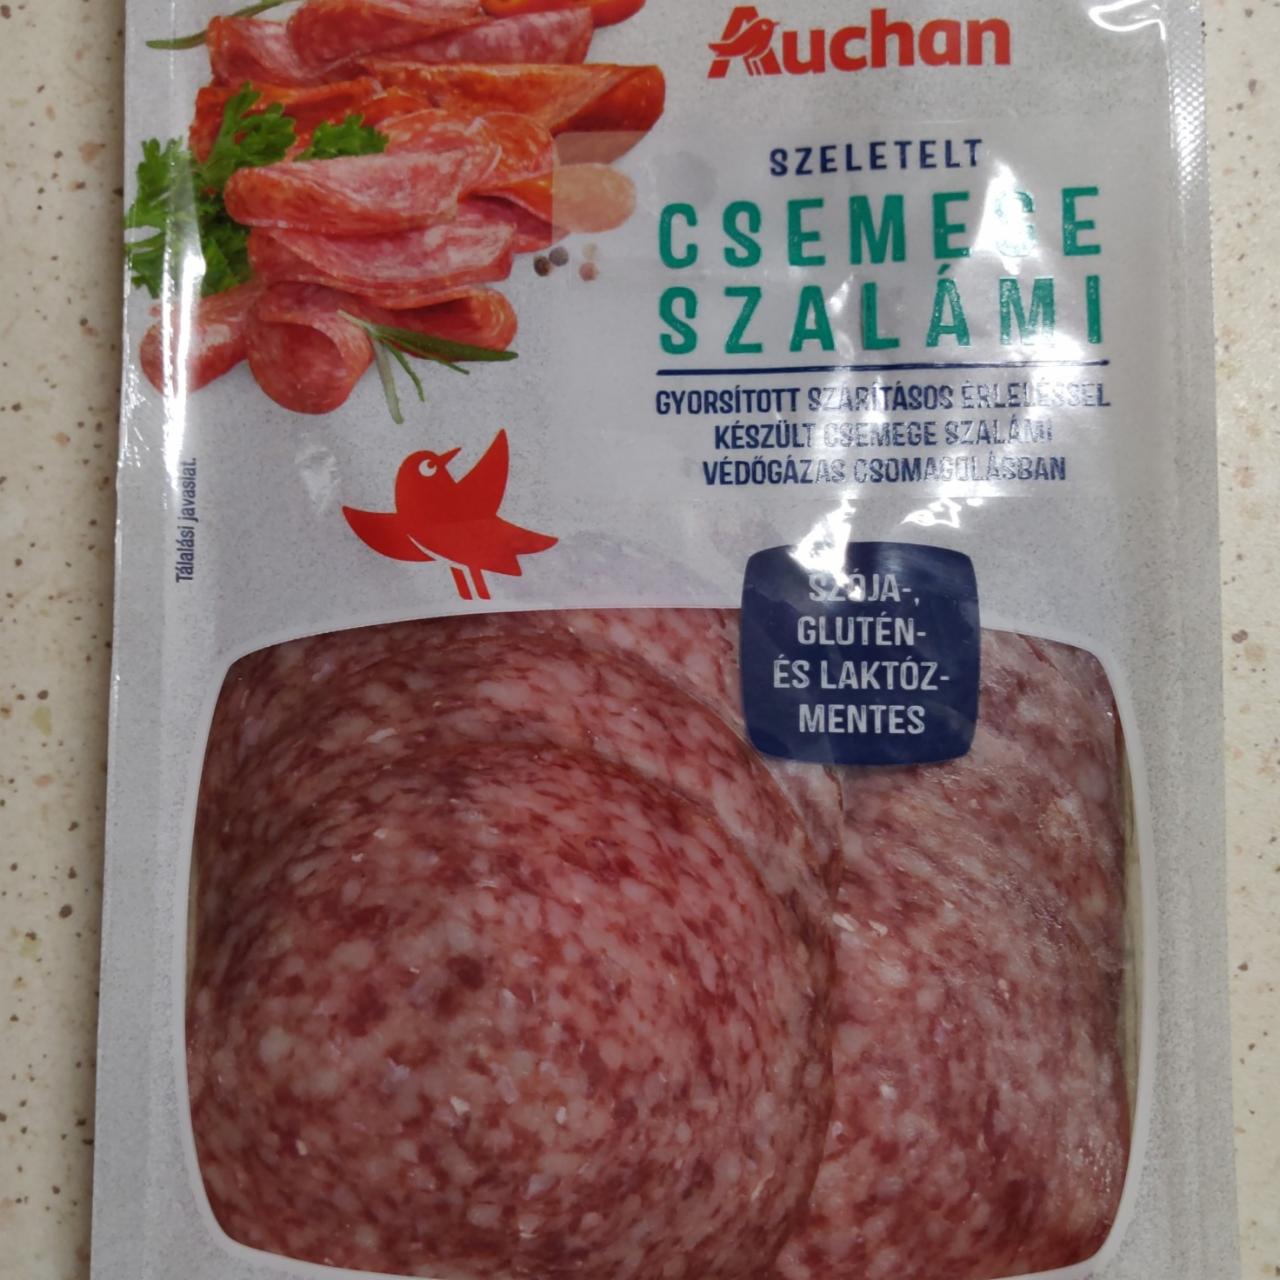 Auchan
SZELETELT
CSEMEGE
SZALÁMI
GYORSÍTOTT SZÁRÍTÁSOS ÉRLELÉSSEL
KÉSZÜLT CSEMEGE SZALÁMI
VÉDŐGÁZAS CSOMAGOLÁSBAN
Tálalási javaslat.
SZÓJA-,
GLUTÉN-
ÉS LAKTÓZ-
MENTES